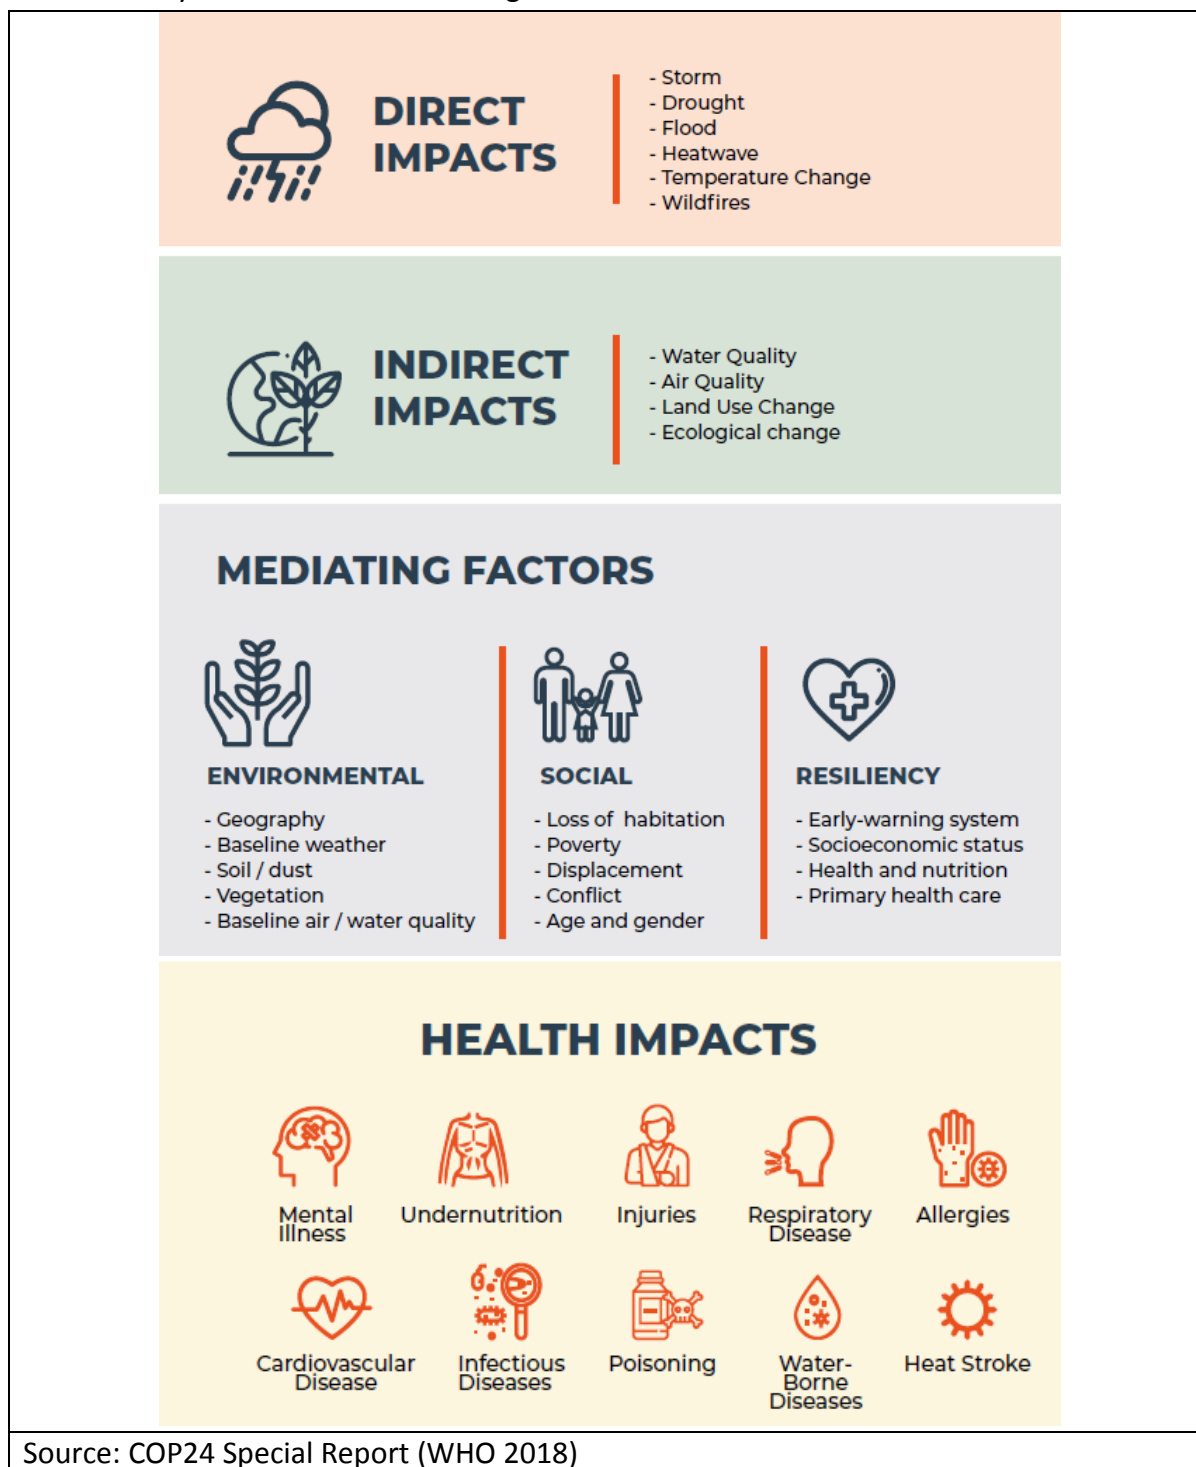 DIRECT
IMPACTS
- Storm
- Drought
- Flood
- Heatwave
- Temperature Change
- Wildfires
INDIRECT
IMPACTS
- Water Quality
- Air Quality
- Land Use Change
- Ecological change
MEDIATING FACTORS
ENVIRONMENTAL
- Geography
- Baseline weather
- Soil / dust
- Vegetation
- Baseline air / water quality
SOCIAL
- Loss of habitation
- Poverty
- Displacement
- Conflict
- Age and gender
RESILIENCY
- Early-warning system
- Socioeconomic status
- Health and nutrition
- Primary health care
HEALTH IMPACTS
Mental
Illness
Undernutrition
Injuries
Respiratory
Disease
Allergies
Cardiovascular
Disease
Infectious
Diseases
Poisoning
Water-
Borne
Diseases
Heat Stroke
Source: COP24 Special Report (WHO 2018)